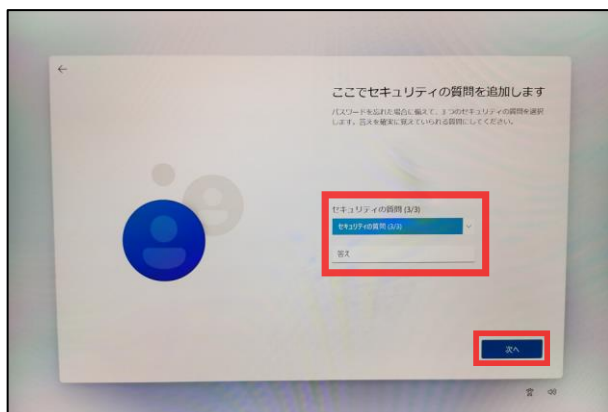 ここでセキュリティの質問を追加します
パスワードを忘れた場合に備えて、3 つのセキュリティの質問を選択
します。答えを確実に覚えていられる質問にしてください。
セキュリティの質問 (3/3)
セキュリティの質問 (3/3)
答え
次へ